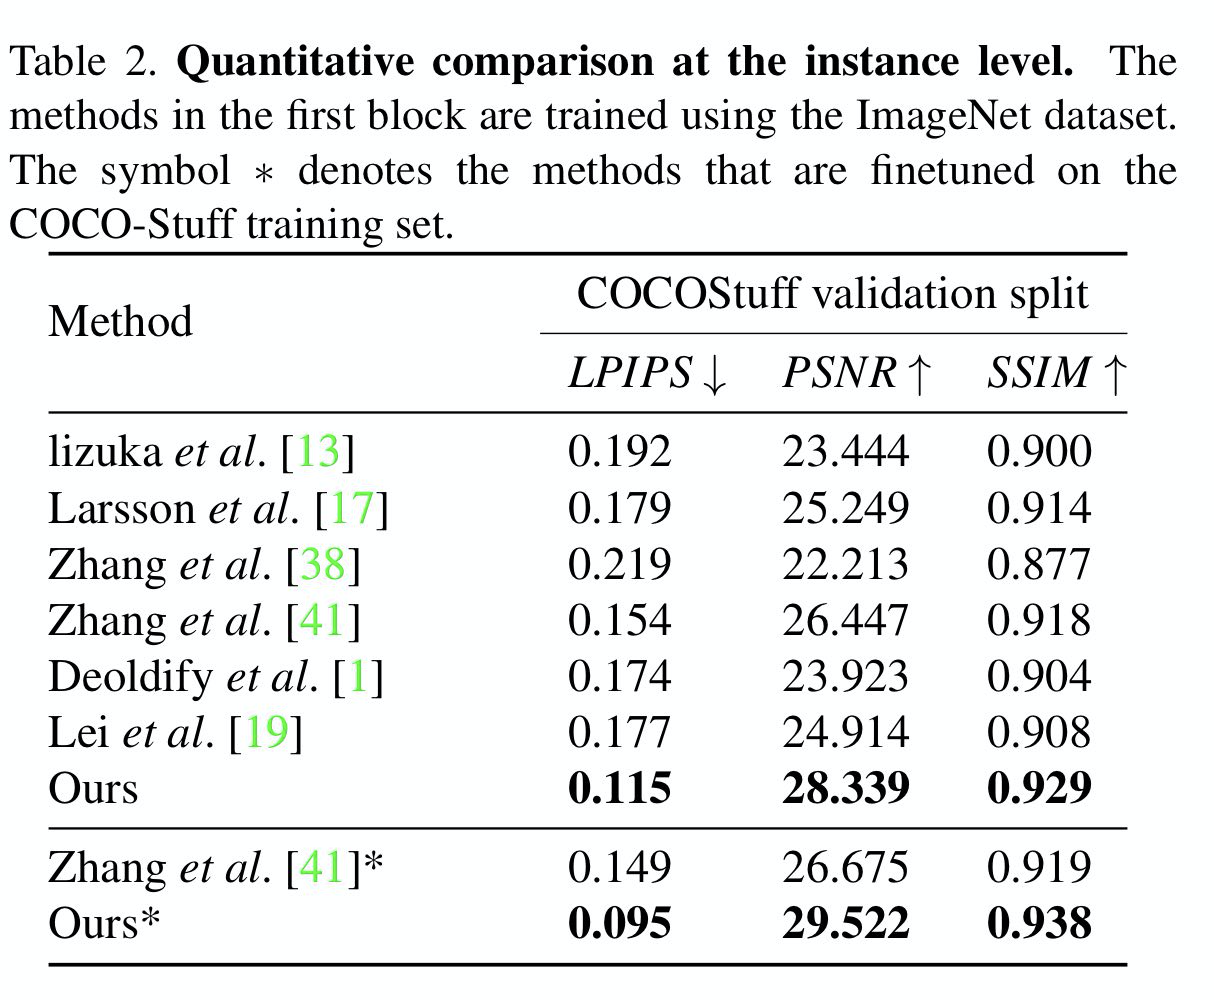 Table 2. Quantitative comparison at the instance level. The
methods in the first block are trained using the ImageNet dataset.
The symbol ∗ denotes the methods that are finetuned on the
COCO-Stuff training set.
Method COCOStuff validation split
LPIPS ↓ PSNR ↑ SSIM ↑
lizuka et al. [13] 0.192 23.444 0.900
Larsson et al. [17] 0.179 25.249 0.914
Zhang et al. [38] 0.219 22.213 0.877
Zhang et al. [41] 0.154 26.447 0.918
Deoldify et al. [1] 0.174 23.923 0.904
Lei et al. [19] 0.177 24.914 0.908
Ours 0.115 28.339 0.929
Zhang et al. [41]* 0.149 26.675 0.919
Ours* 0.095 29.522 0.938